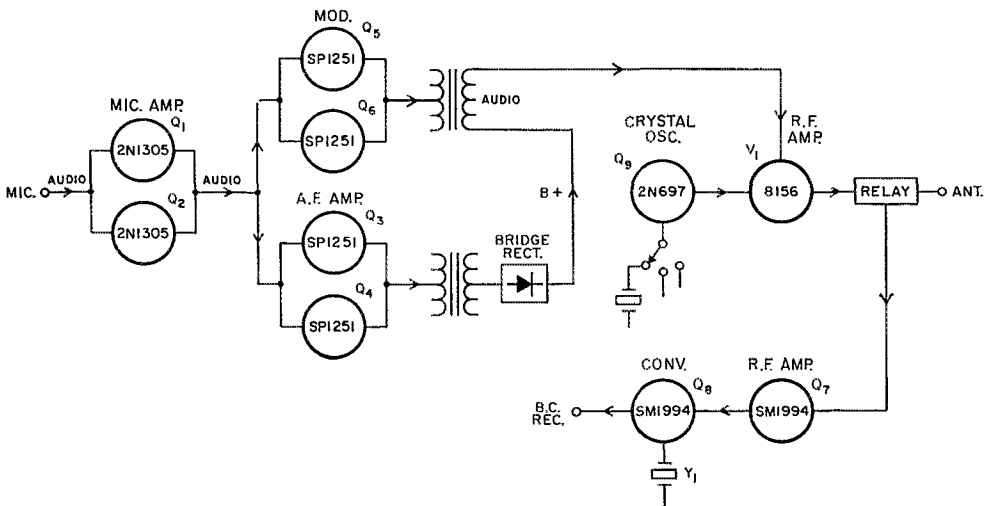 MOD.
Q5
SP1251
Q6
SP1251
AUDIO
MIC. AMP.
Q1
2N1305
MIC.
AUDIO
AUDIO
Q2
2N1305
A.F. AMP.
Q3
SP1251
Q4
SP1251
BRIDGE
RECT.
B+
CRYSTAL
OSC.
Q9
2N697
R.F.
AMP.
V1
8156
RELAY
ANT.
CONV.
Q8
SM1994
R.F. AMP.
Q7
SM1994
B.C.
REC.
Y1